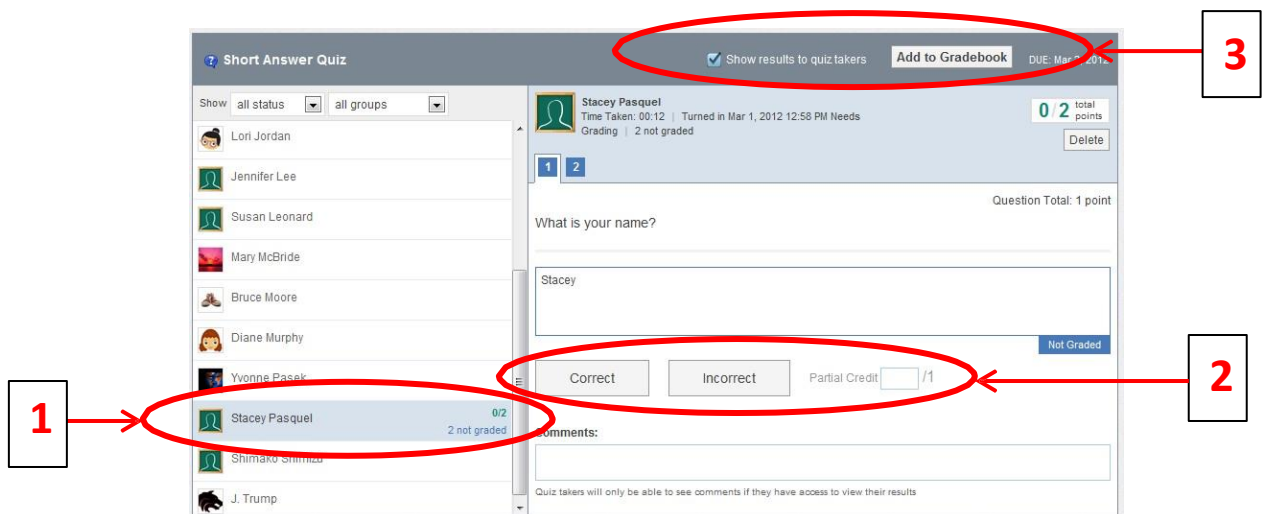 3
Short Answer Quiz
Show results to quiz takers
Add to Gradebook
DUE: Mar 2, 2012
Show all status all groups
Lori Jordan
Jennifer Lee
Susan Leonard
Mary McBride
Bruce Moore
Diane Murphy
Yvonne Pasek
1
Stacey Pasquel 0/2
2 not graded
Shimako Shimizu
J. Trump
Stacey Pasquel
Time Taken: 00:12 | Turned in Mar 1, 2012 12:58 PM Needs
Grading | 2 not graded
0/2 total points
Delete
1 2
Question Total: 1 point
What is your name?
Stacey
Not Graded
Correct Incorrect Partial Credit /1
2
Comments:
Quiz takers will only be able to see comments if they have access to view their results